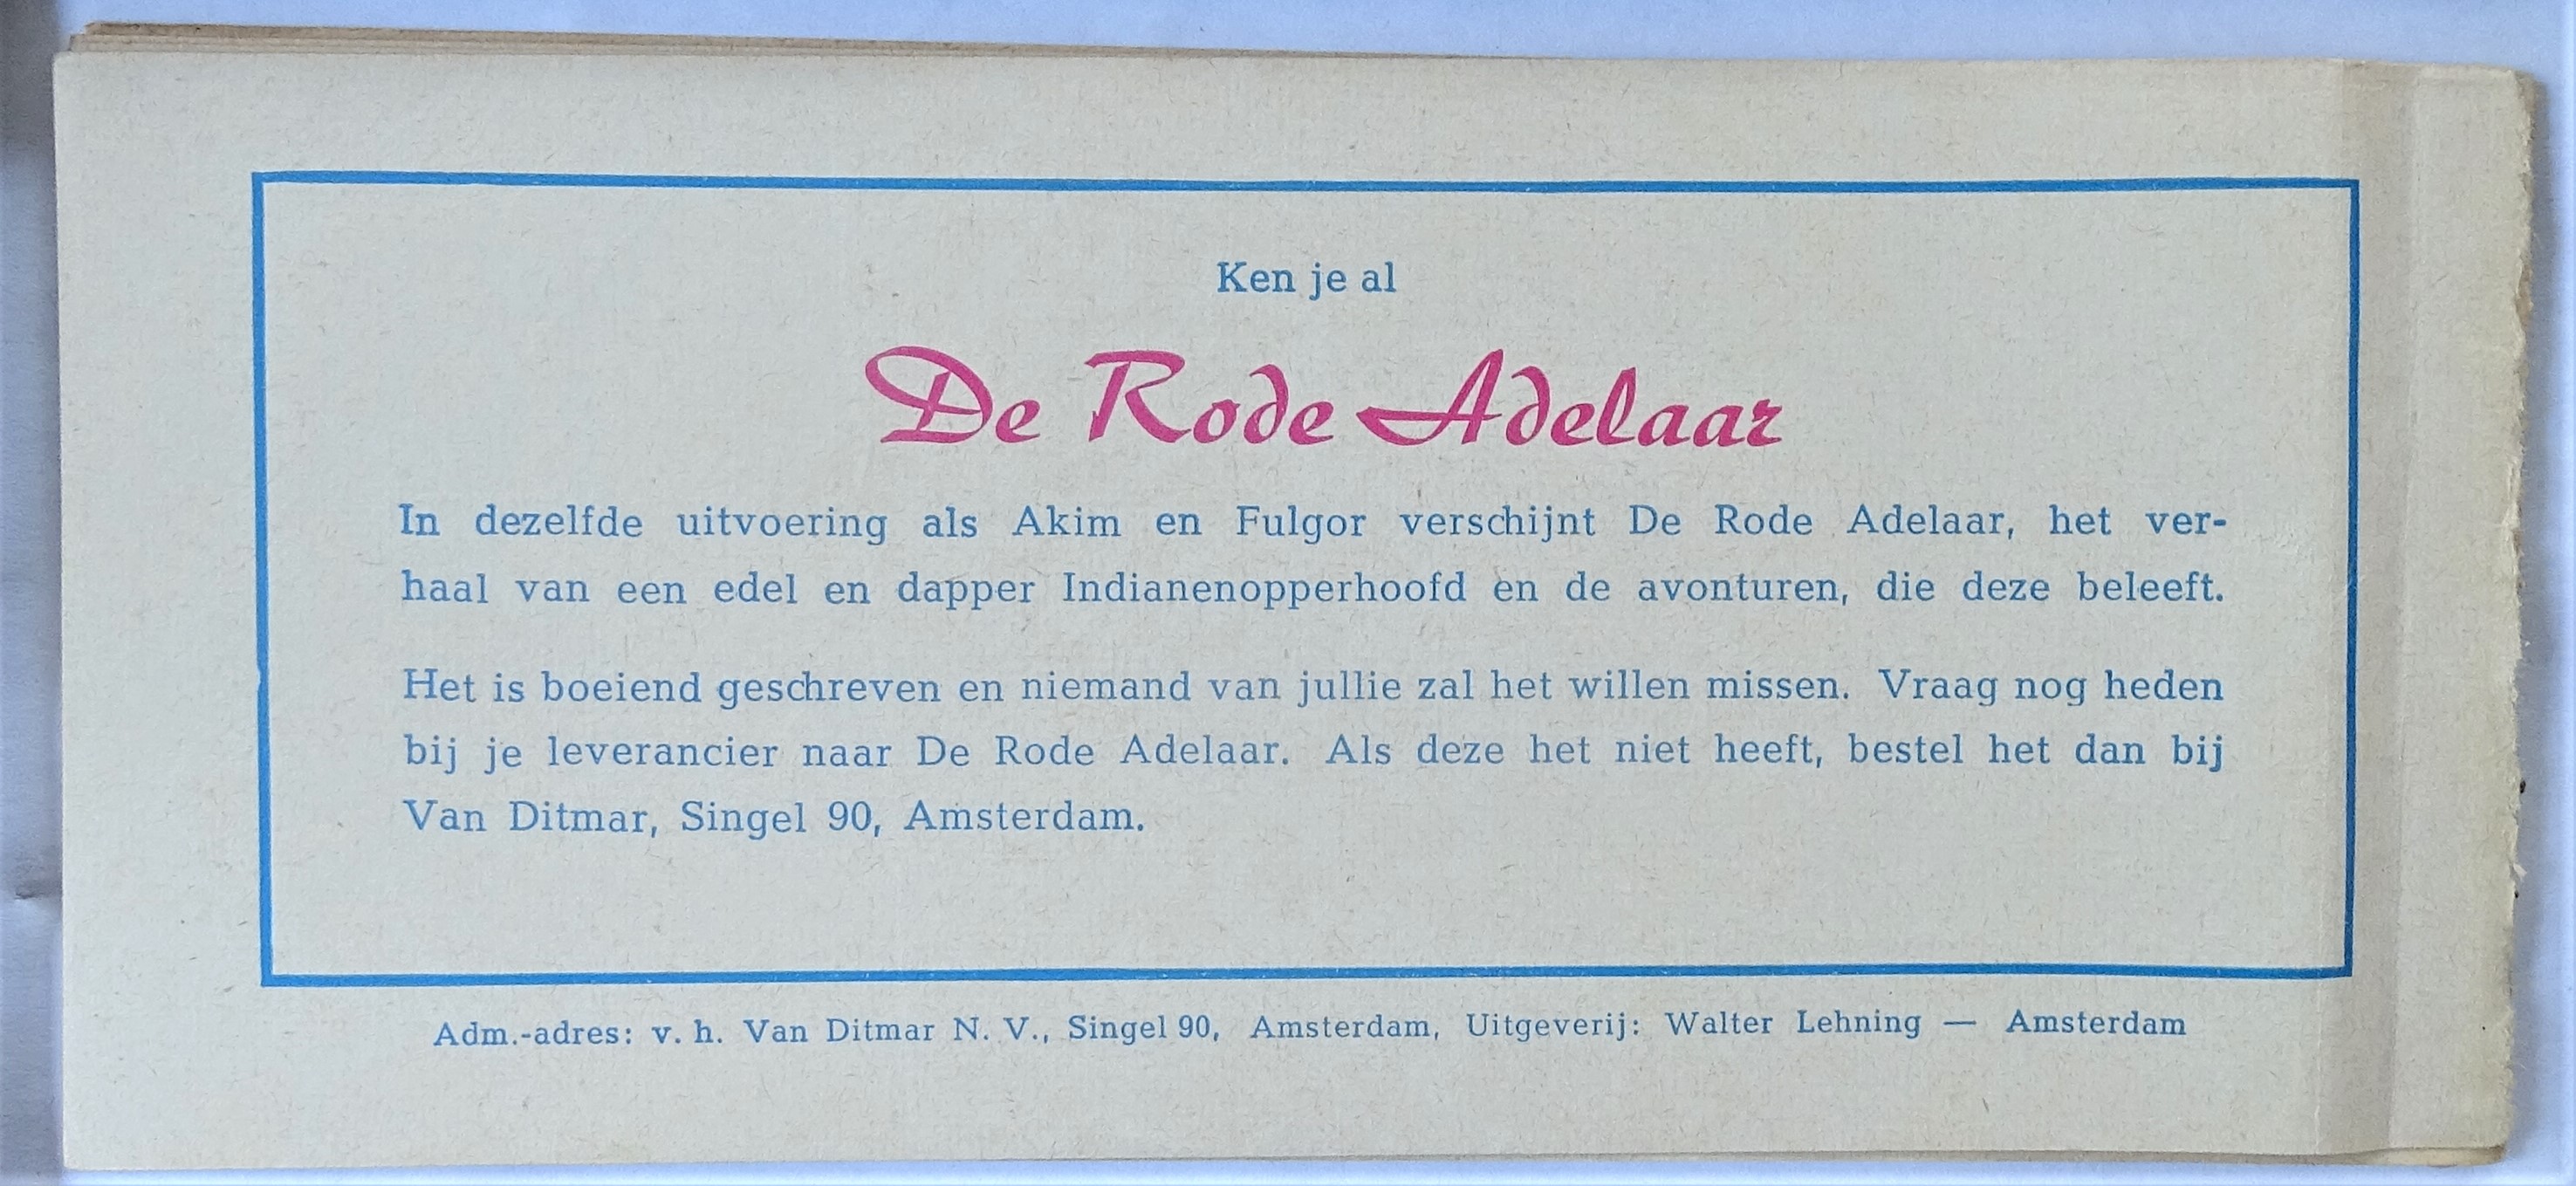 Ken je al
De Rode Adelaar
In dezelfde uitvoering als Akim en Fulgor verschijnt De Rode Adelaar, het ver-
haal van een edel en dapper Indianenopperhoofd en de avonturen, die deze beleeft.
Het is boeiend geschreven en niemand van jullie zal het willen missen. Vraag nog heden
bij je leverancier naar De Rode Adelaar. Als deze het niet heeft, bestel het dan bij
Van Ditmar, Singel 90, Amsterdam.
Adm.-adres: v. h. Van Ditmar N. V., Singel 90, Amsterdam, Uitgeverij: Walter Lehning — Amsterdam